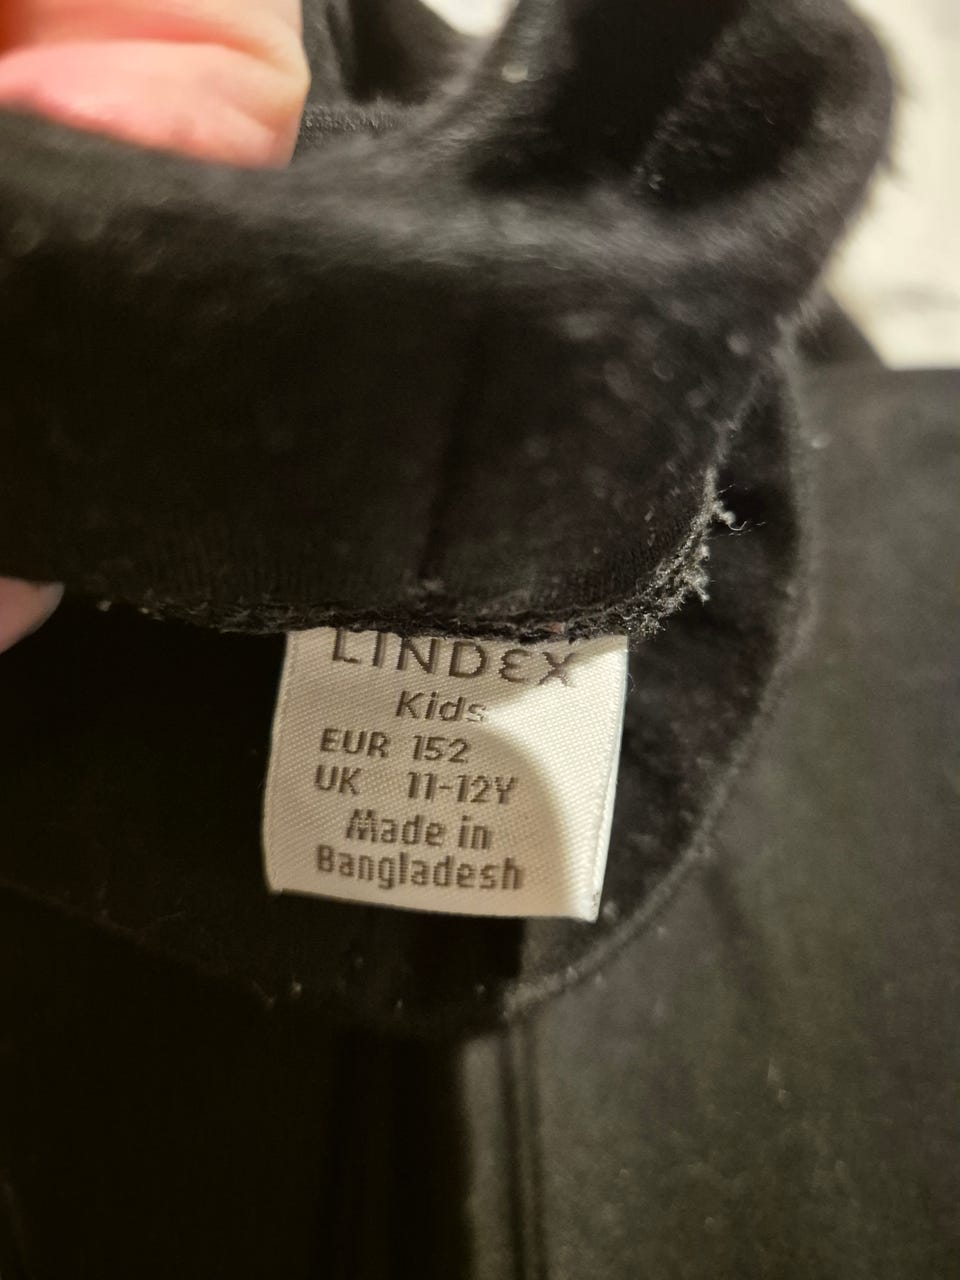 LINDEX
Kids
EUR 152
UK 11-12Y
Made in
Bangladesh